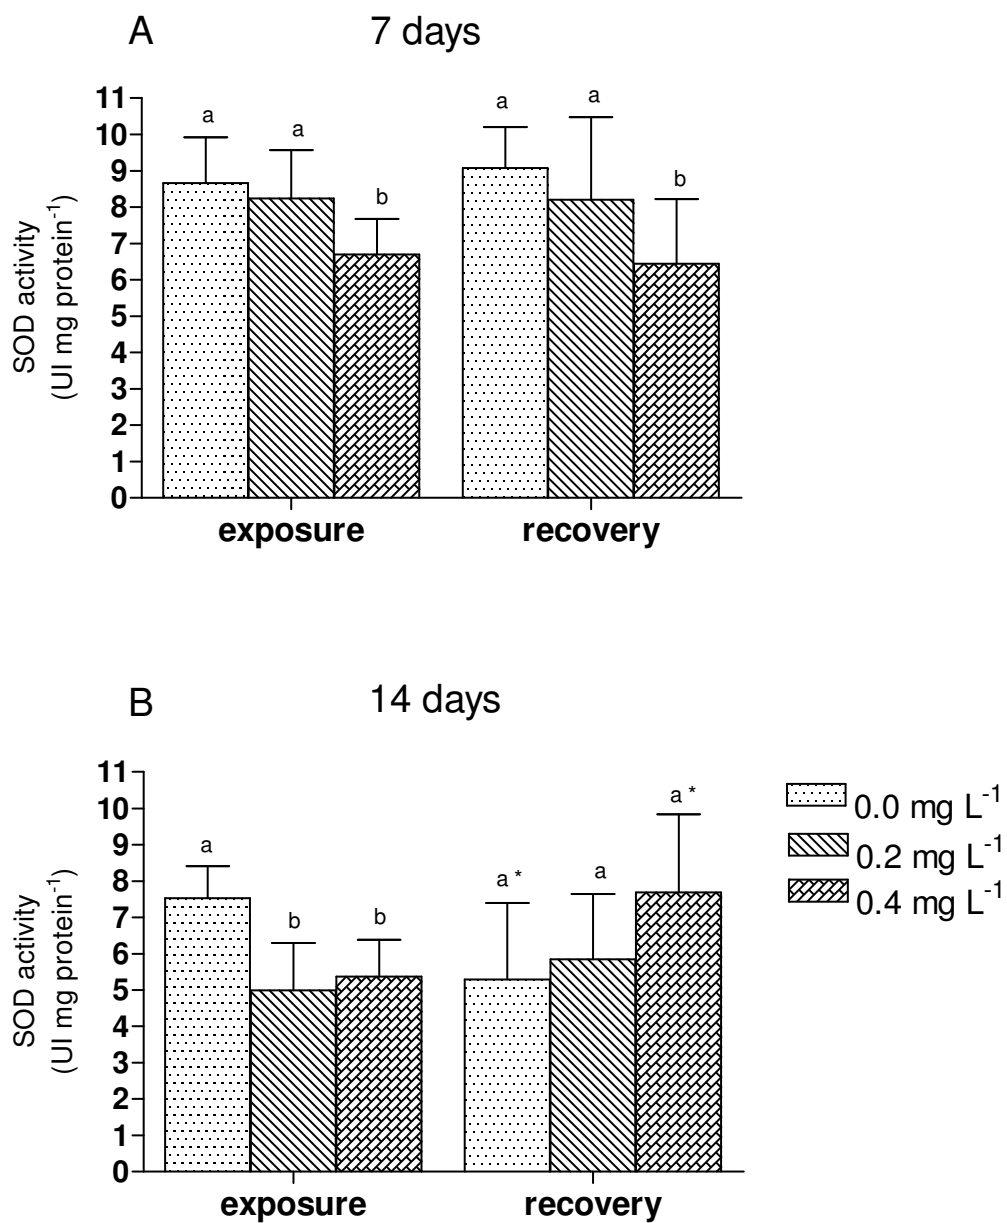 A
7 days
11
10
9
8
7
6
5
4
3
2
1
0
SOD activity
(UI mg protein⁻¹)
a
a
b
a
a
b
exposure
recovery
B
14 days
11
10
9
8
7
6
5
4
3
2
1
0
SOD activity
(UI mg protein⁻¹)
a
b
b
a *
a
a *
exposure
recovery
0.0 mg L⁻¹
0.2 mg L⁻¹
0.4 mg L⁻¹